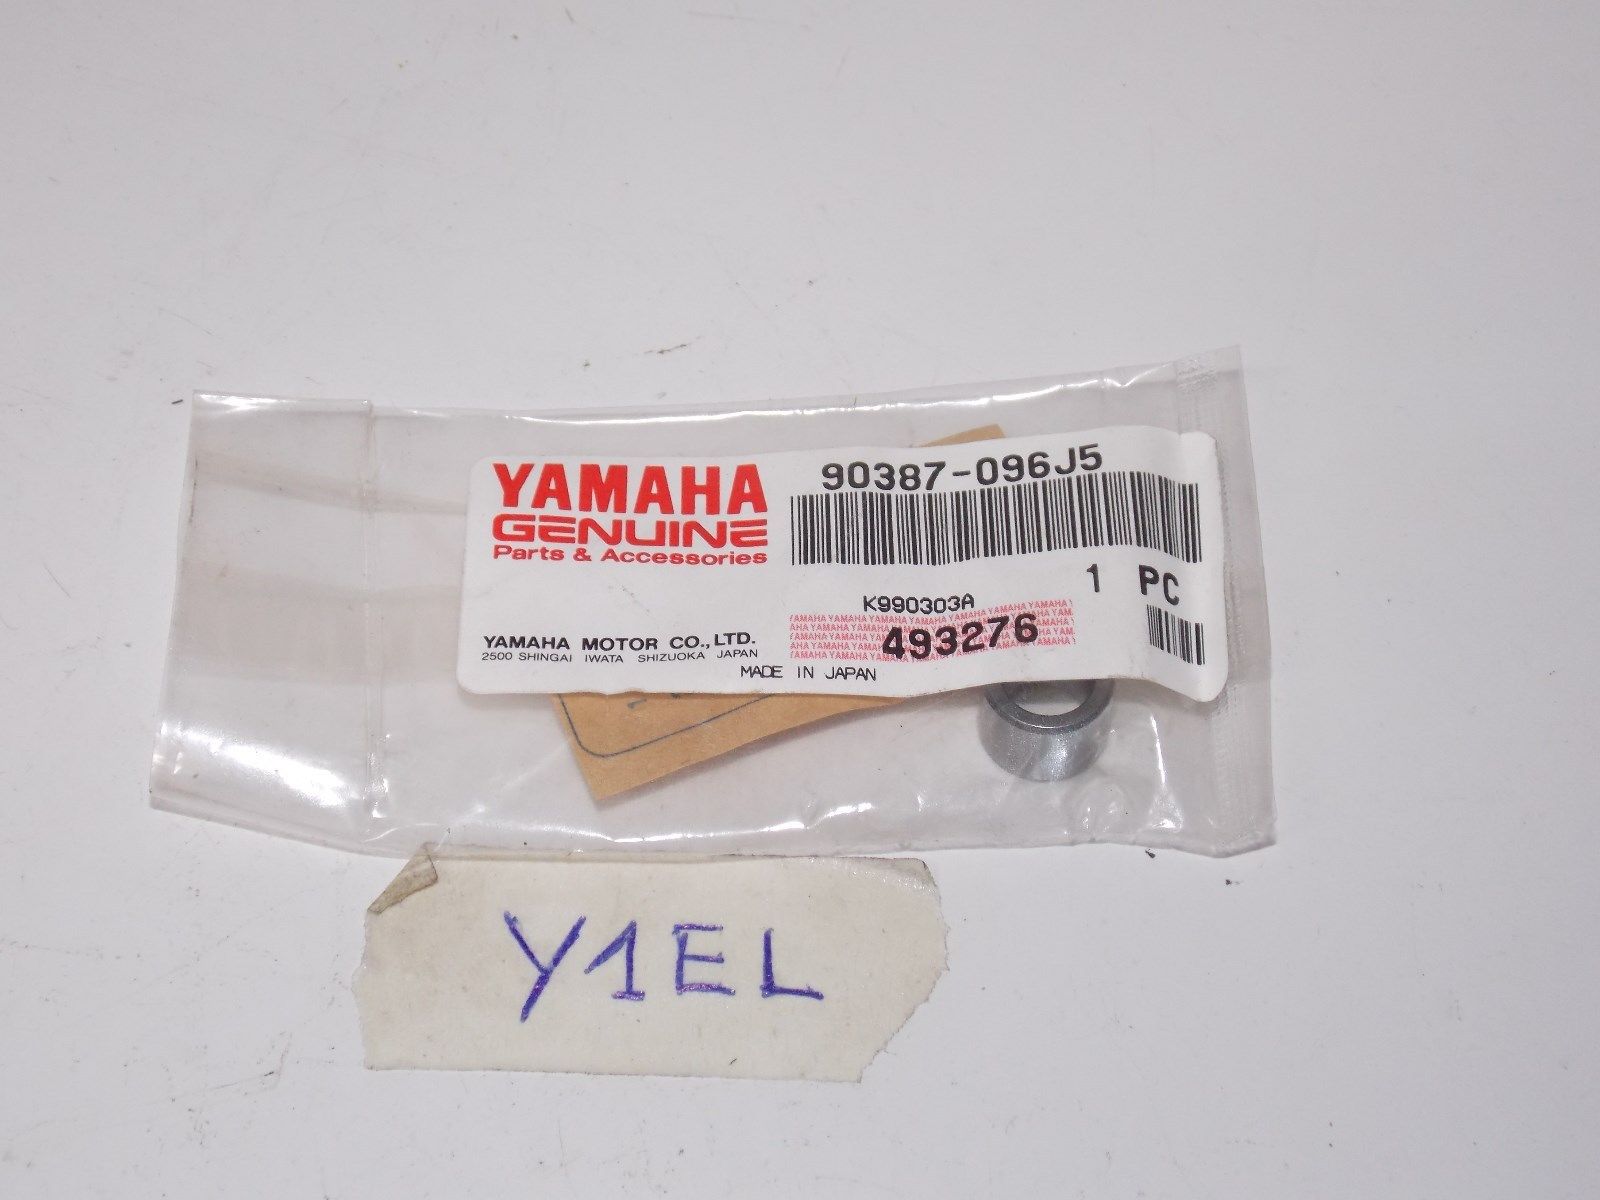 YAMAHA
GENUINE
Parts & Accessories
90387-096J5
1 PC
K990303A
493276
YAMAHA MOTOR CO., LTD.
2500 SHINGAI IWATA SHIZUOKA JAPAN
MADE IN JAPAN
Y1EL